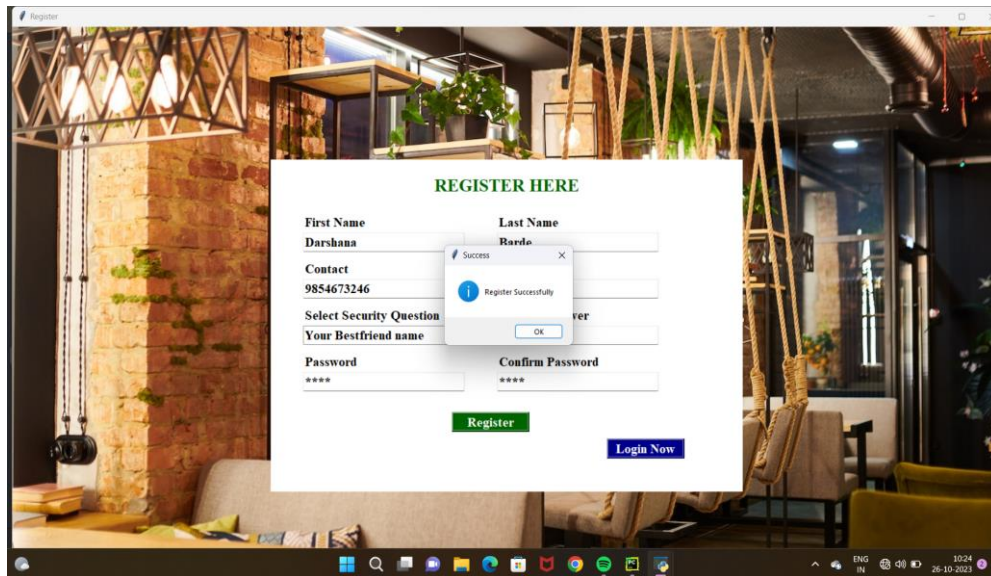 Register
REGISTER HERE
First Name
Last Name
Darshana
Barde
Success
Contact
9854673246
Register Successfully
Select Security Question
OK
Your Bestfriend name
Password
Confirm Password
****
****
Register
Login Now
ENG
IN
10:24
26-10-2023
2